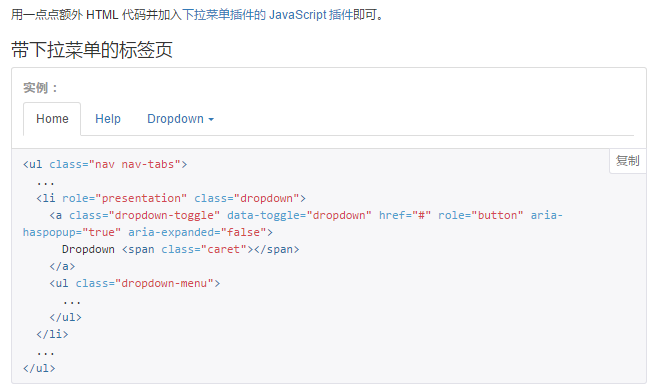 用一点点额外 HTML 代码并加入下拉菜单插件的 JavaScript 插件即可。
带下拉菜单的标签页
实例：
Home Help Dropdown
复制
<ul class="nav nav-tabs">
  ...
  <li role="presentation" class="dropdown">
    <a class="dropdown-toggle" data-toggle="dropdown" href="#" role="button" aria-
haspopup="true" aria-expanded="false">
      Dropdown <span class="caret"></span>
    </a>
    <ul class="dropdown-menu">
      ...
    </ul>
  </li>
  ...
</ul>